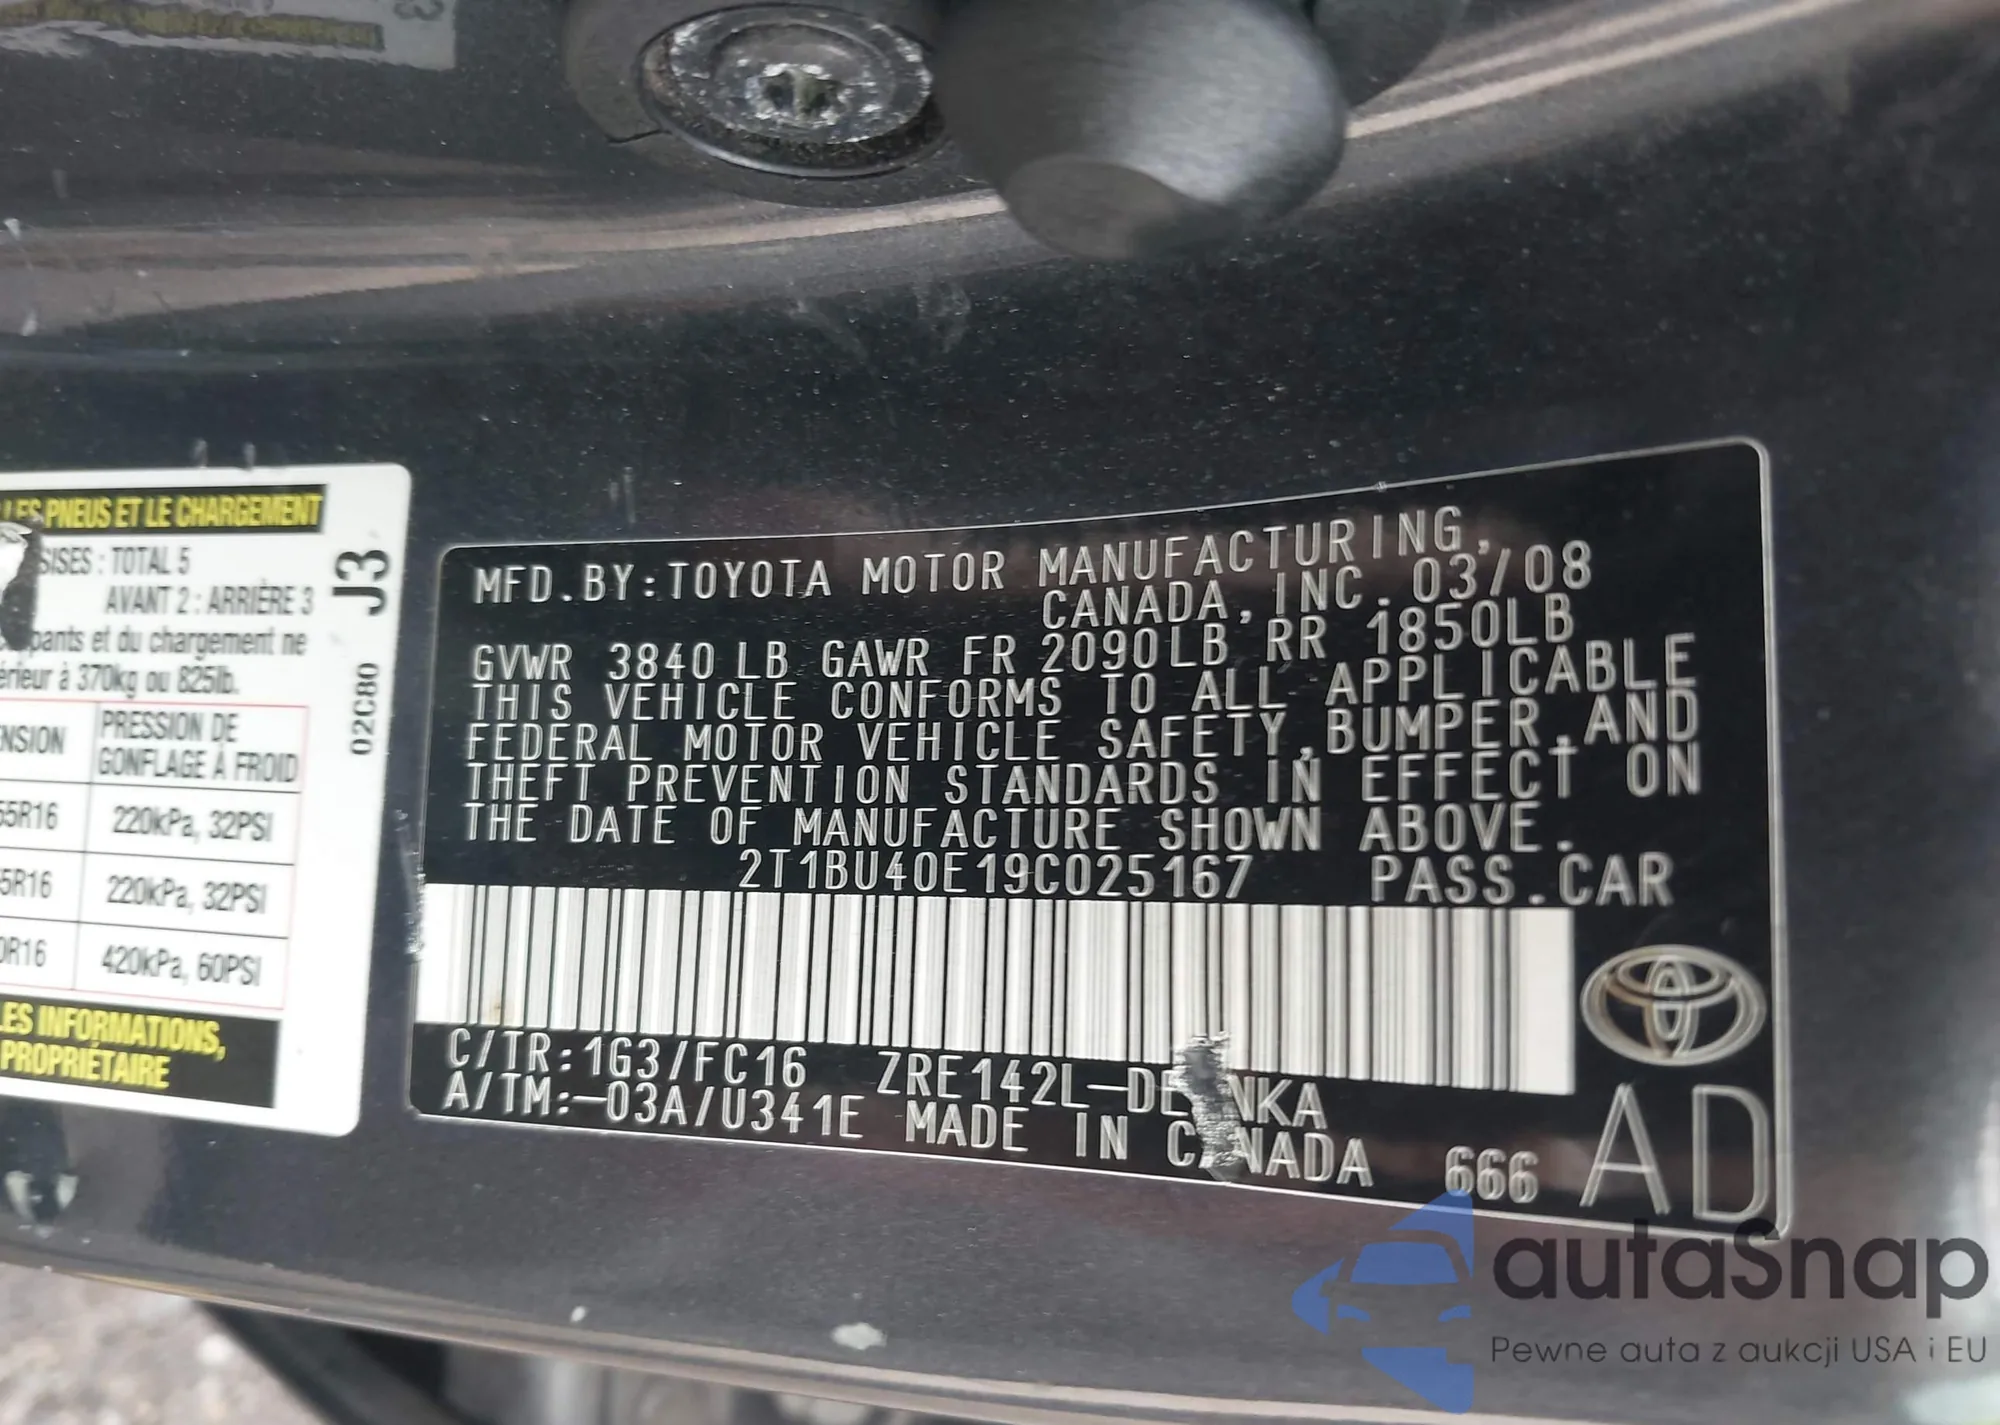 LES PNEUS ET LE CHARGEMENT
TOTAL 5
AVANT 2 : ARRIÈRE 3
et du chargement ne
à 370kg ou 825lb.
PRESSION DE
GONFLAGE À FROID
220kPa, 32PSI
5R16 220kPa, 32PSI
420kPa, 60PSI
LES INFORMATIONS,
PROPRIÉTAIRE
J3
02C80
MFD.BY:TOYOTA MOTOR MANUFACTURING,
CANADA,INC. 03/08
GVWR 3840LB GAWR FR 2090LB RR 1850LB
THIS VEHICLE CONFORMS TO ALL APPLICABLE
FEDERAL MOTOR VEHICLE SAFETY,BUMPER,AND
THEFT PREVENTION STANDARDS IN EFFECT ON
THE DATE OF MANUFACTURE SHOWN ABOVE.
2T1BU40E19C025167 PASS.CAR
C/TR:1G3/FC16 ZRE142L-DE NKA
A/TM:-03A/U341E MADE IN CANADA 666 AD
autaSnap
Pewne auta z aukcji USA i EU